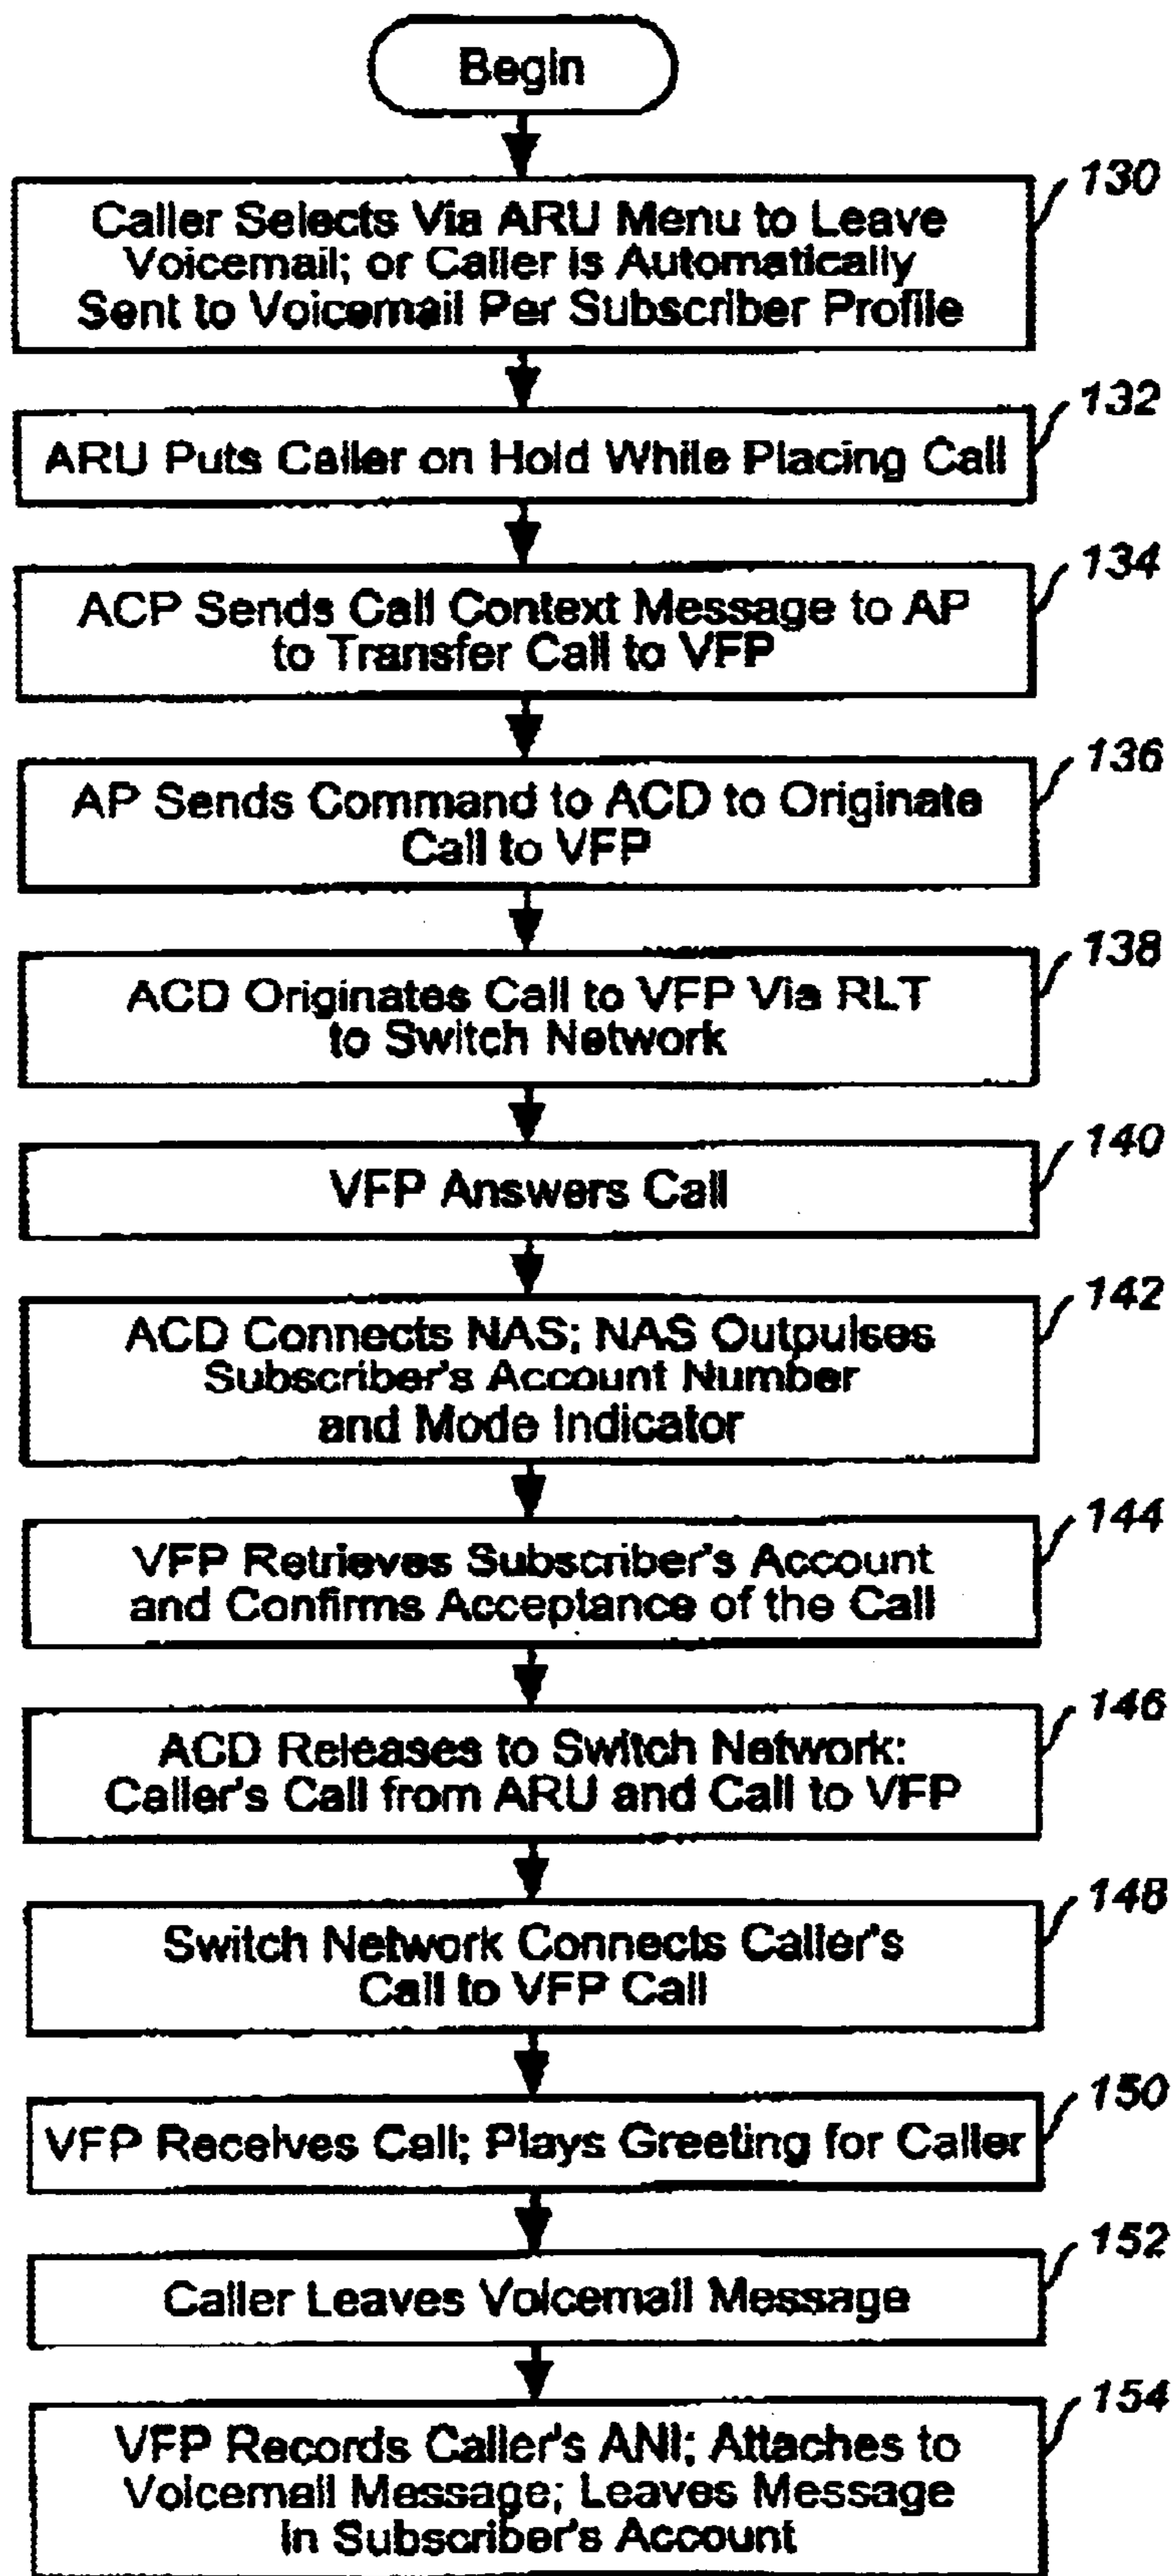 Begin
130
Caller Selects Via ARU Menu to Leave
Voicemail; or Caller is Automatically
Sent to Voicemail Per Subscriber Profile
132
ARU Puts Caller on Hold While Placing Call
134
ACP Sends Call Context Message to AP
to Transfer Call to VFP
136
AP Sends Command to ACD to Originate
Call to VFP
138
ACD Originates Call to VFP Via RLT
to Switch Network
140
VFP Answers Call
142
ACD Connects NAS; NAS Outpulses
Subscriber's Account Number
and Mode Indicator
144
VFP Retrieves Subscriber's Account
and Confirms Acceptance of the Call
146
ACD Releases to Switch Network:
Caller's Call from ARU and Call to VFP
148
Switch Network Connects Caller's
Call to VFP Call
150
VFP Receives Call; Plays Greeting for Caller
152
Caller Leaves Voicemail Message
154
VFP Records Caller's ANI; Attaches to
Voicemail Message; Leaves Message
in Subscriber's Account